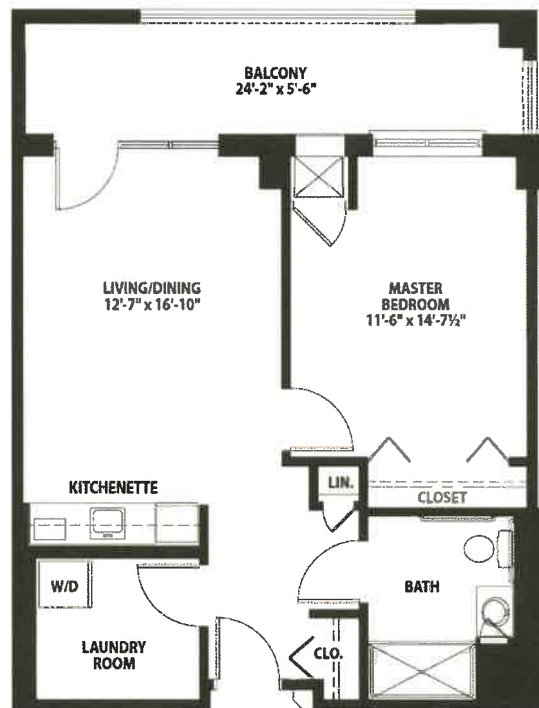 BALCONY
24'-2" x 5'-6"
LIVING/DINING
12'-7" x 16'-10"
MASTER
BEDROOM
11'-6" x 14'-7½"
KITCHENETTE
LIN.
CLOSET
W/D
BATH
LAUNDRY
ROOM
CLO.